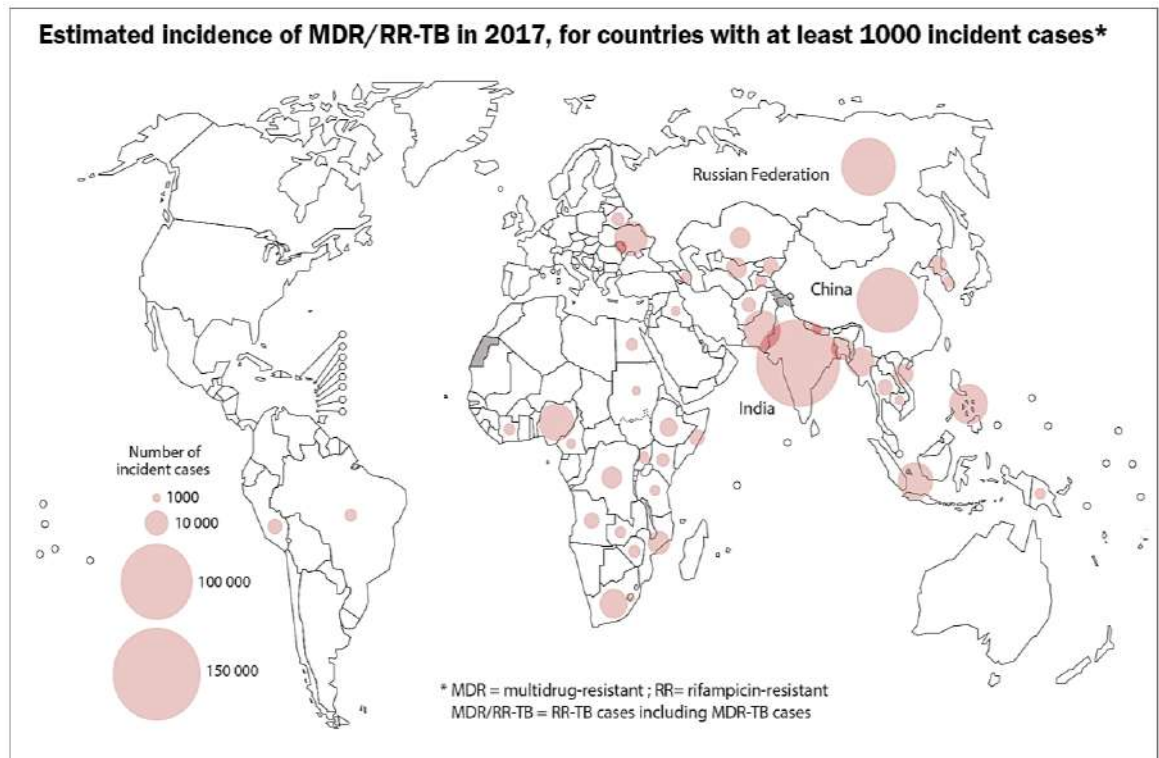 Estimated incidence of MDR/RR-TB in 2017, for countries with at least 1000 incident cases*
Russian Federation
China
India
Number of
incident cases
1000
10 000
100 000
150 000
* MDR = multidrug-resistant ; RR= rifampicin-resistant
MDR/RR-TB = RR-TB cases including MDR-TB cases